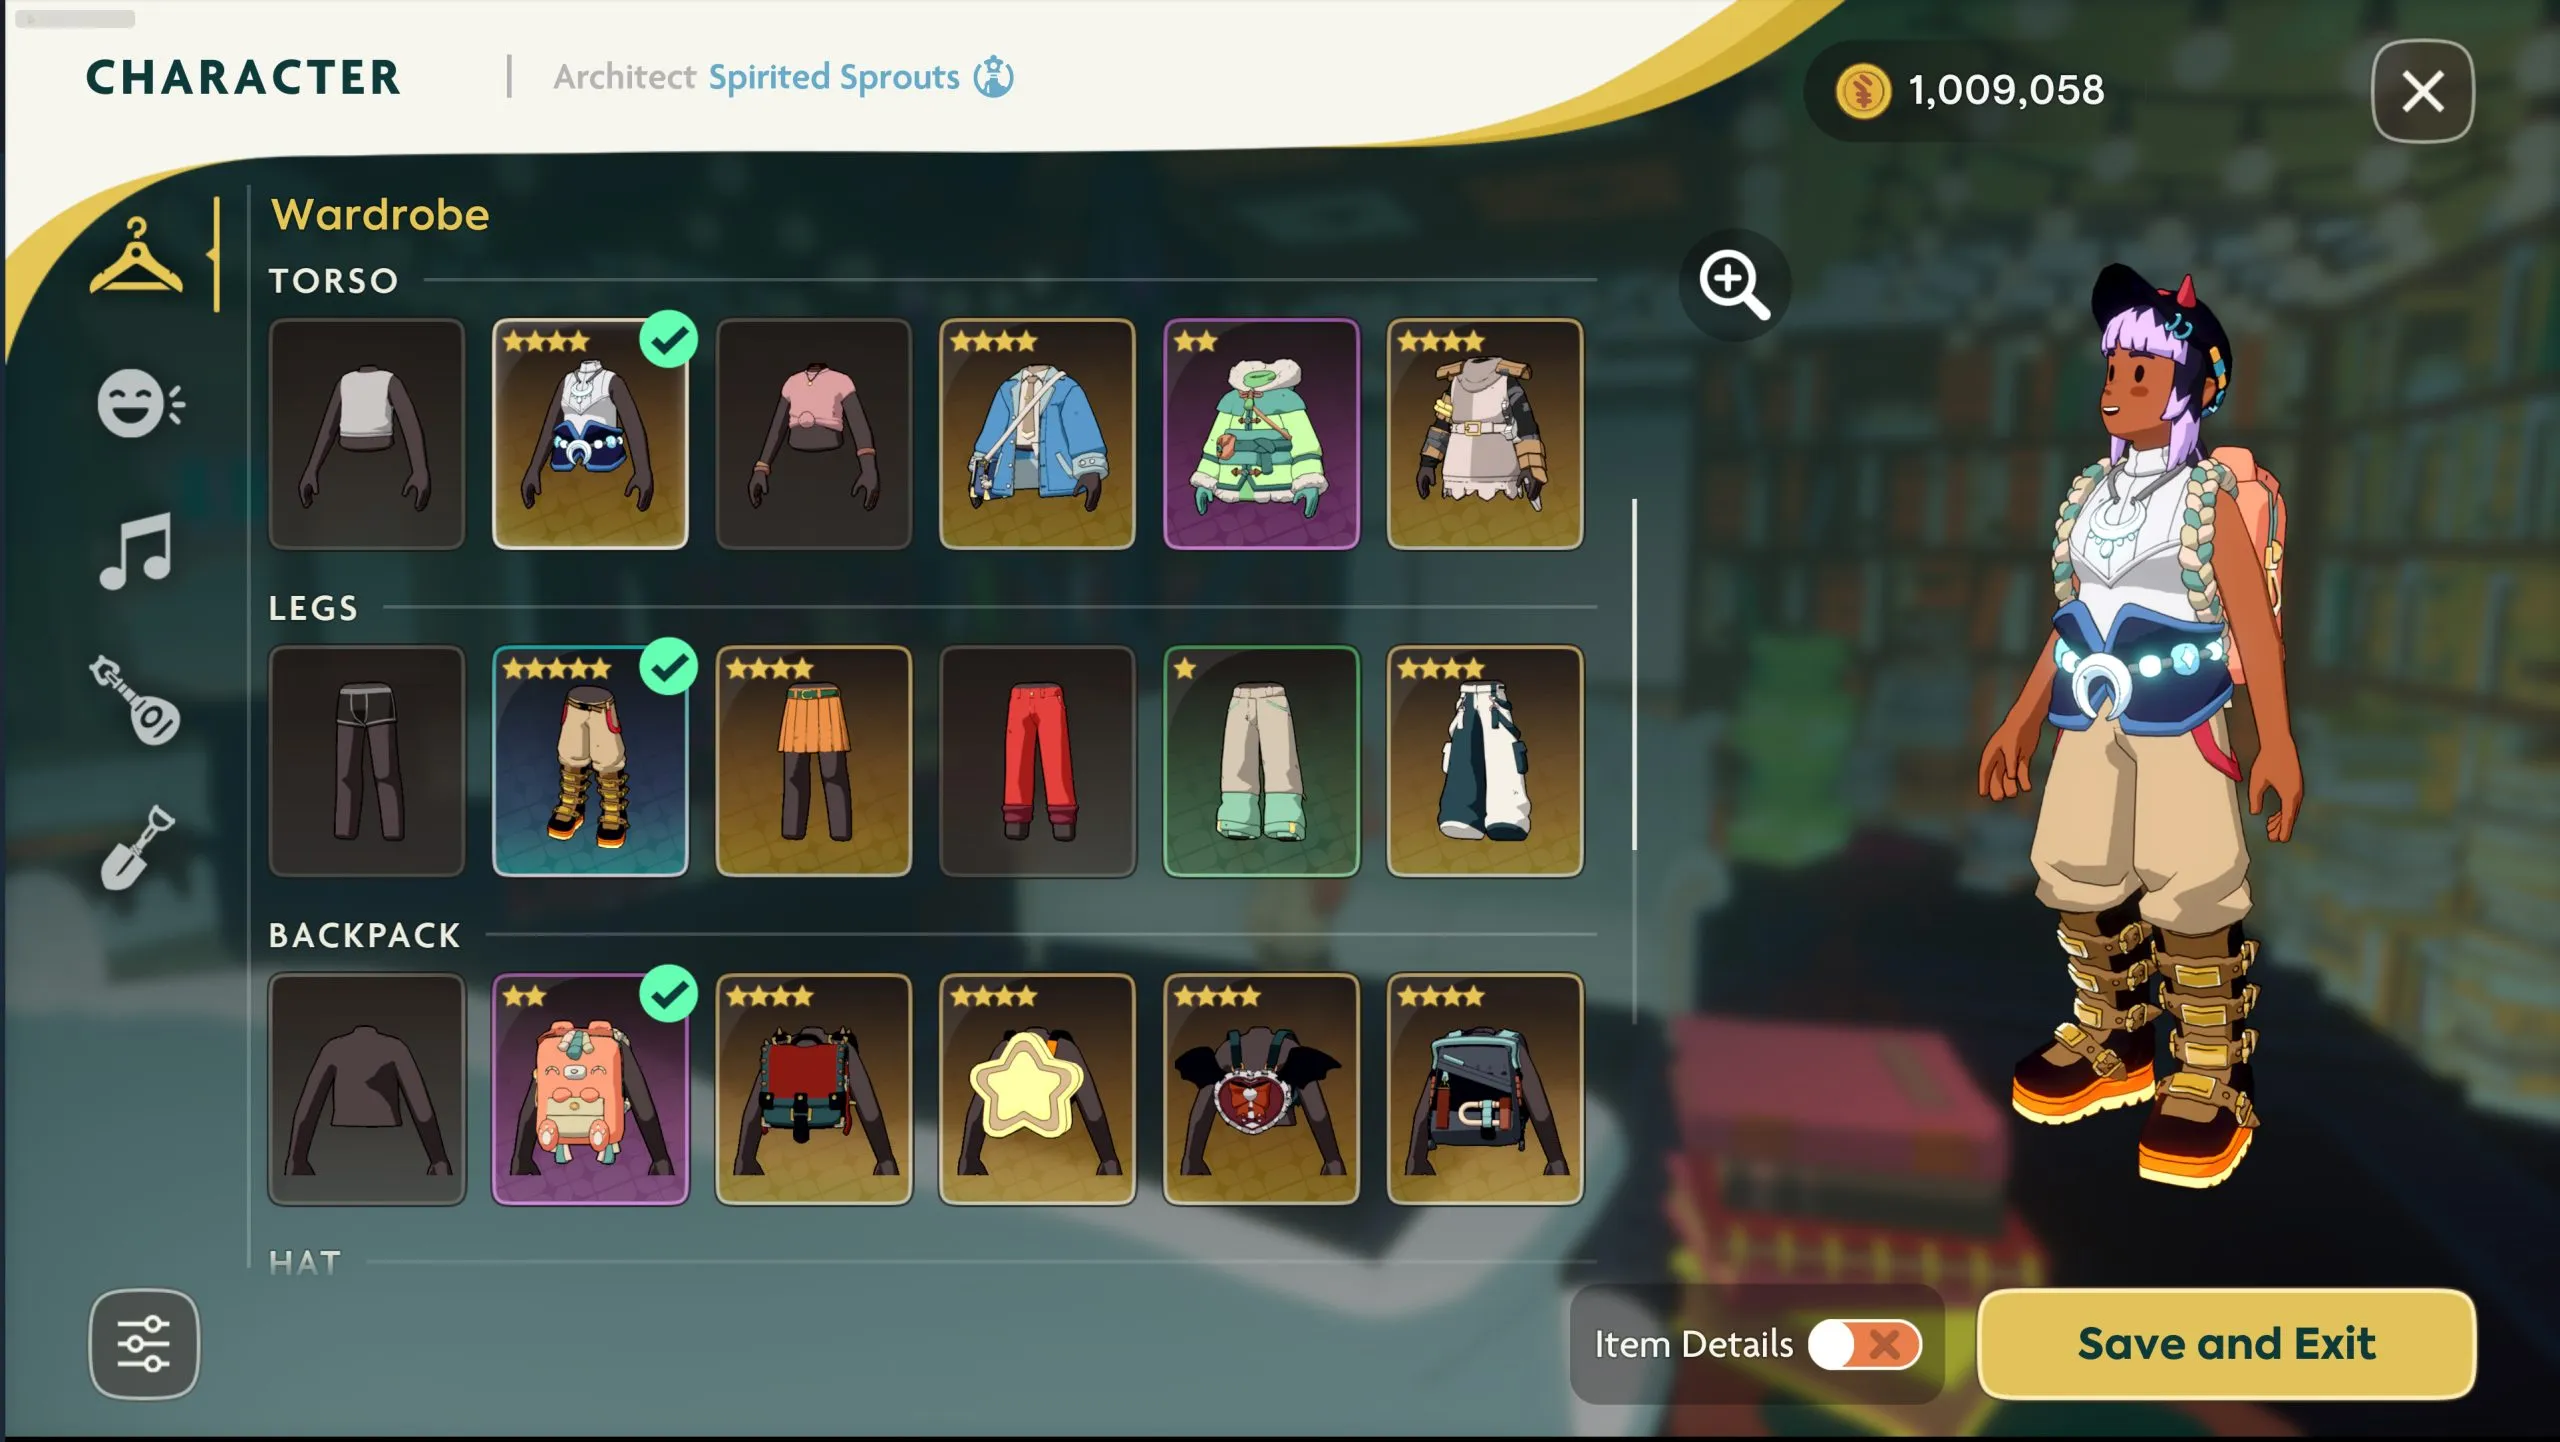 CHARACTER
Architect Spirited Sprouts
1,009,058
Wardrobe
TORSO
LEGS
BACKPACK
HAT
Item Details
Save and Exit